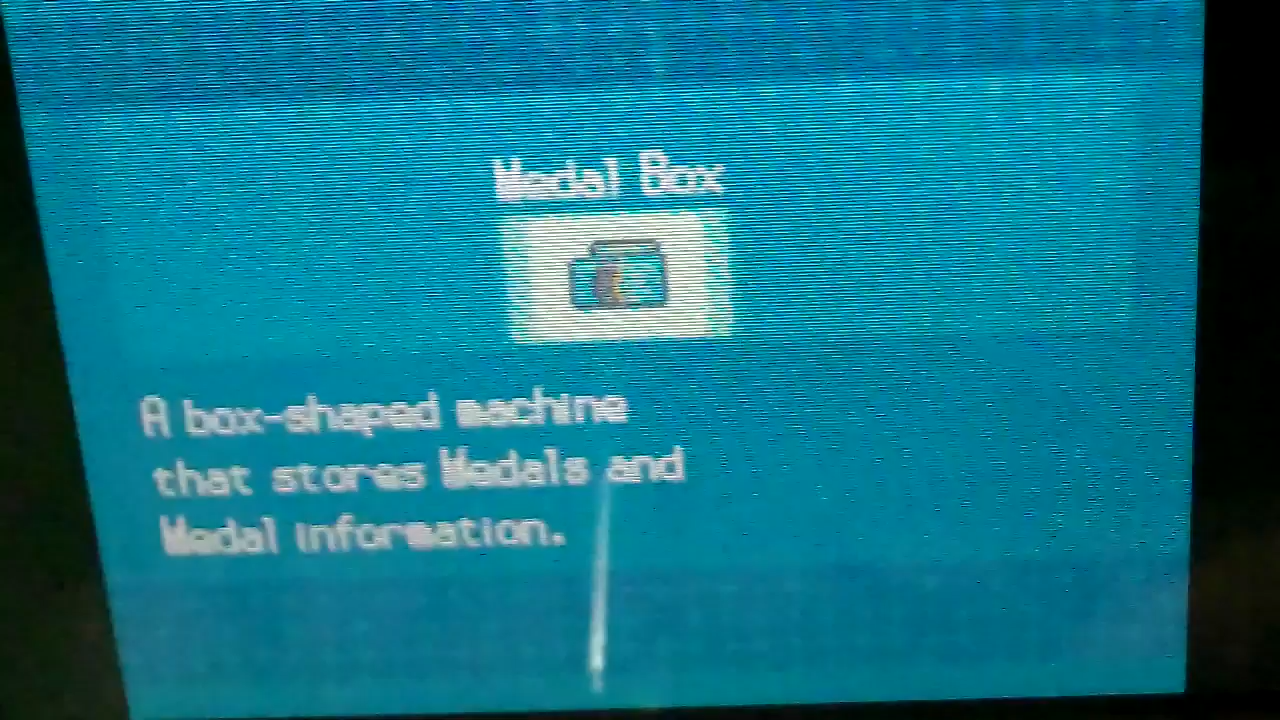 Medal Box
A box-shaped machine
that stores Medals and
Medal information.